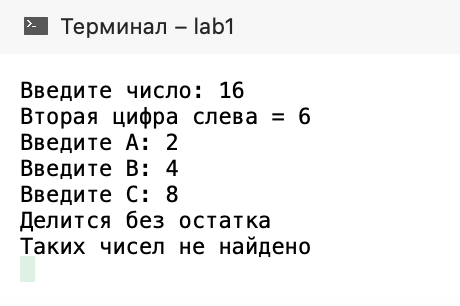 Терминал – lab1
Введите число: 16
Вторая цифра слева = 6
Введите A: 2
Введите B: 4
Введите C: 8
Делится без остатка
Таких чисел не найдено